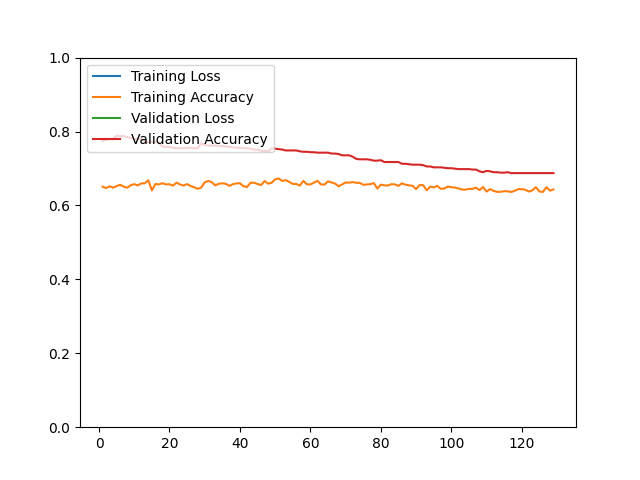 1.0
0.8
0.6
0.4
0.2
0.0
Training Loss
Training Accuracy
Validation Loss
Validation Accuracy
0 20 40 60 80 100 120